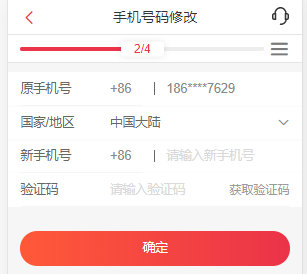 手机号码修改
2/4
原手机号 +86 | 186****7629
国家/地区 中国大陆
新手机号 +86 | 请输入新手机号
验证码 请输入验证码 获取验证码
确定